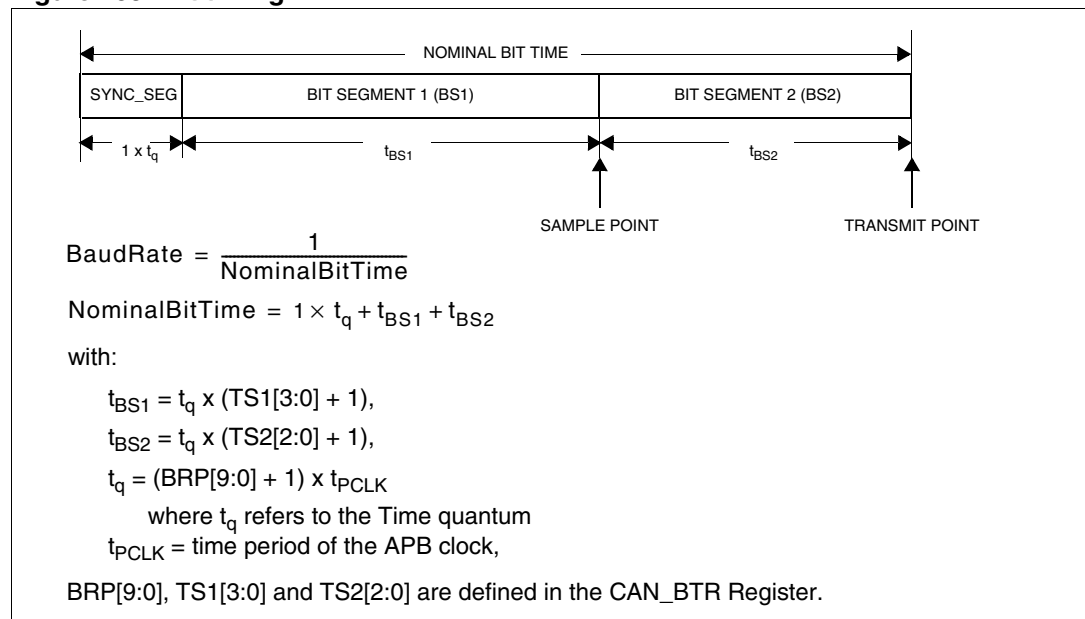 NOMINAL BIT TIME
SYNC_SEG BIT SEGMENT 1 (BS1) BIT SEGMENT 2 (BS2)
1 x tq tBS1 tBS2
SAMPLE POINT TRANSMIT POINT
BaudRate = 1 / NominalBitTime
NominalBitTime = 1 × tq + tBS1 + tBS2
with:
tBS1 = tq x (TS1[3:0] + 1),
tBS2 = tq x (TS2[2:0] + 1),
tq = (BRP[9:0] + 1) x tPCLK
where tq refers to the Time quantum
tPCLK = time period of the APB clock,
BRP[9:0], TS1[3:0] and TS2[2:0] are defined in the CAN_BTR Register.